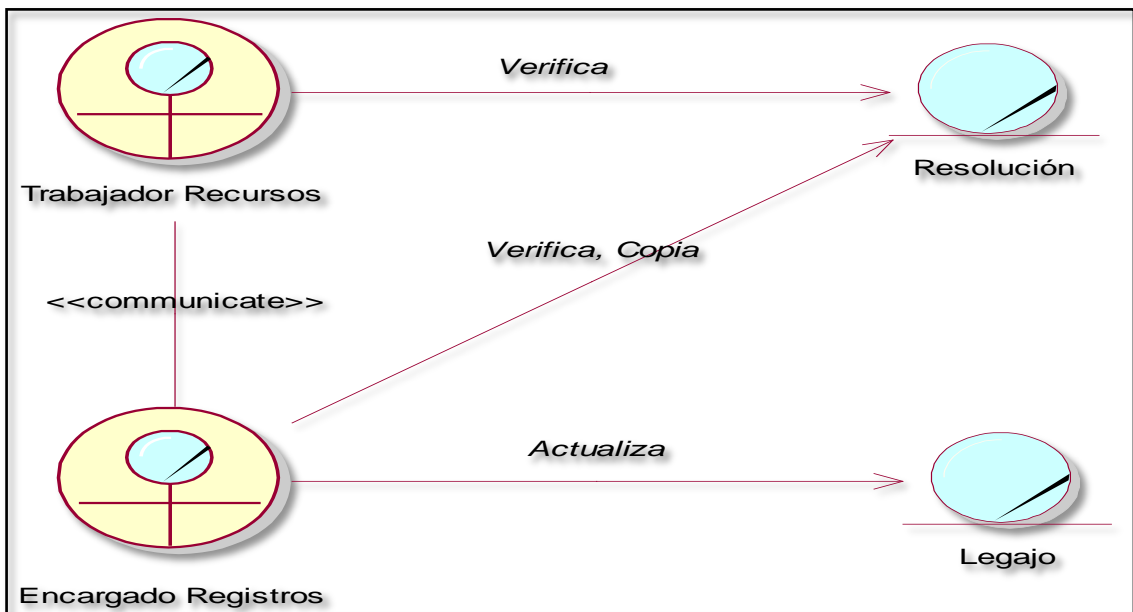 Verifica
Resolución
Trabajador Recursos
Verifica, Copia
<<communicate>>
Actualiza
Legajo
Encargado Registros